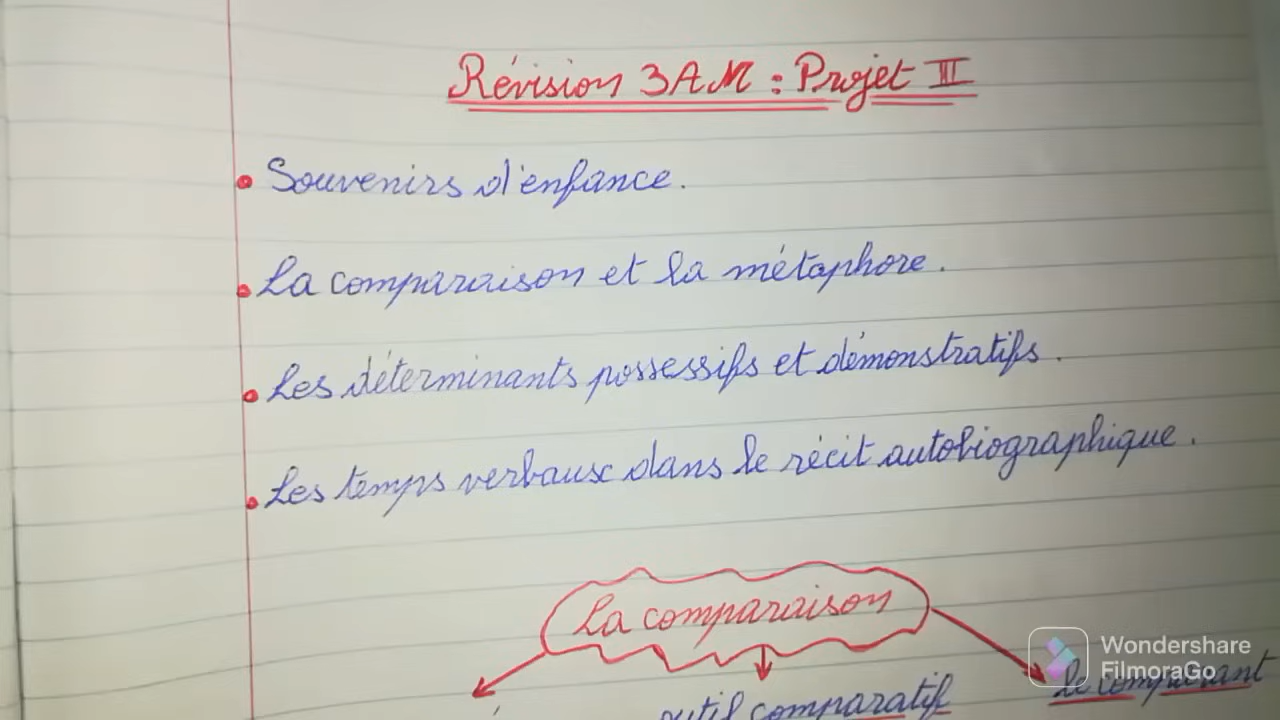 Révision 3AM : Projet III
• Souvenirs d'enfance.
• La comparaison et la métaphore.
• Les déterminants possessifs et démonstratifs.
• Les temps verbaux dans le récit autobiographique.
La comparaison
outil comparatif
le comparant
Wondershare
FilmoraGo